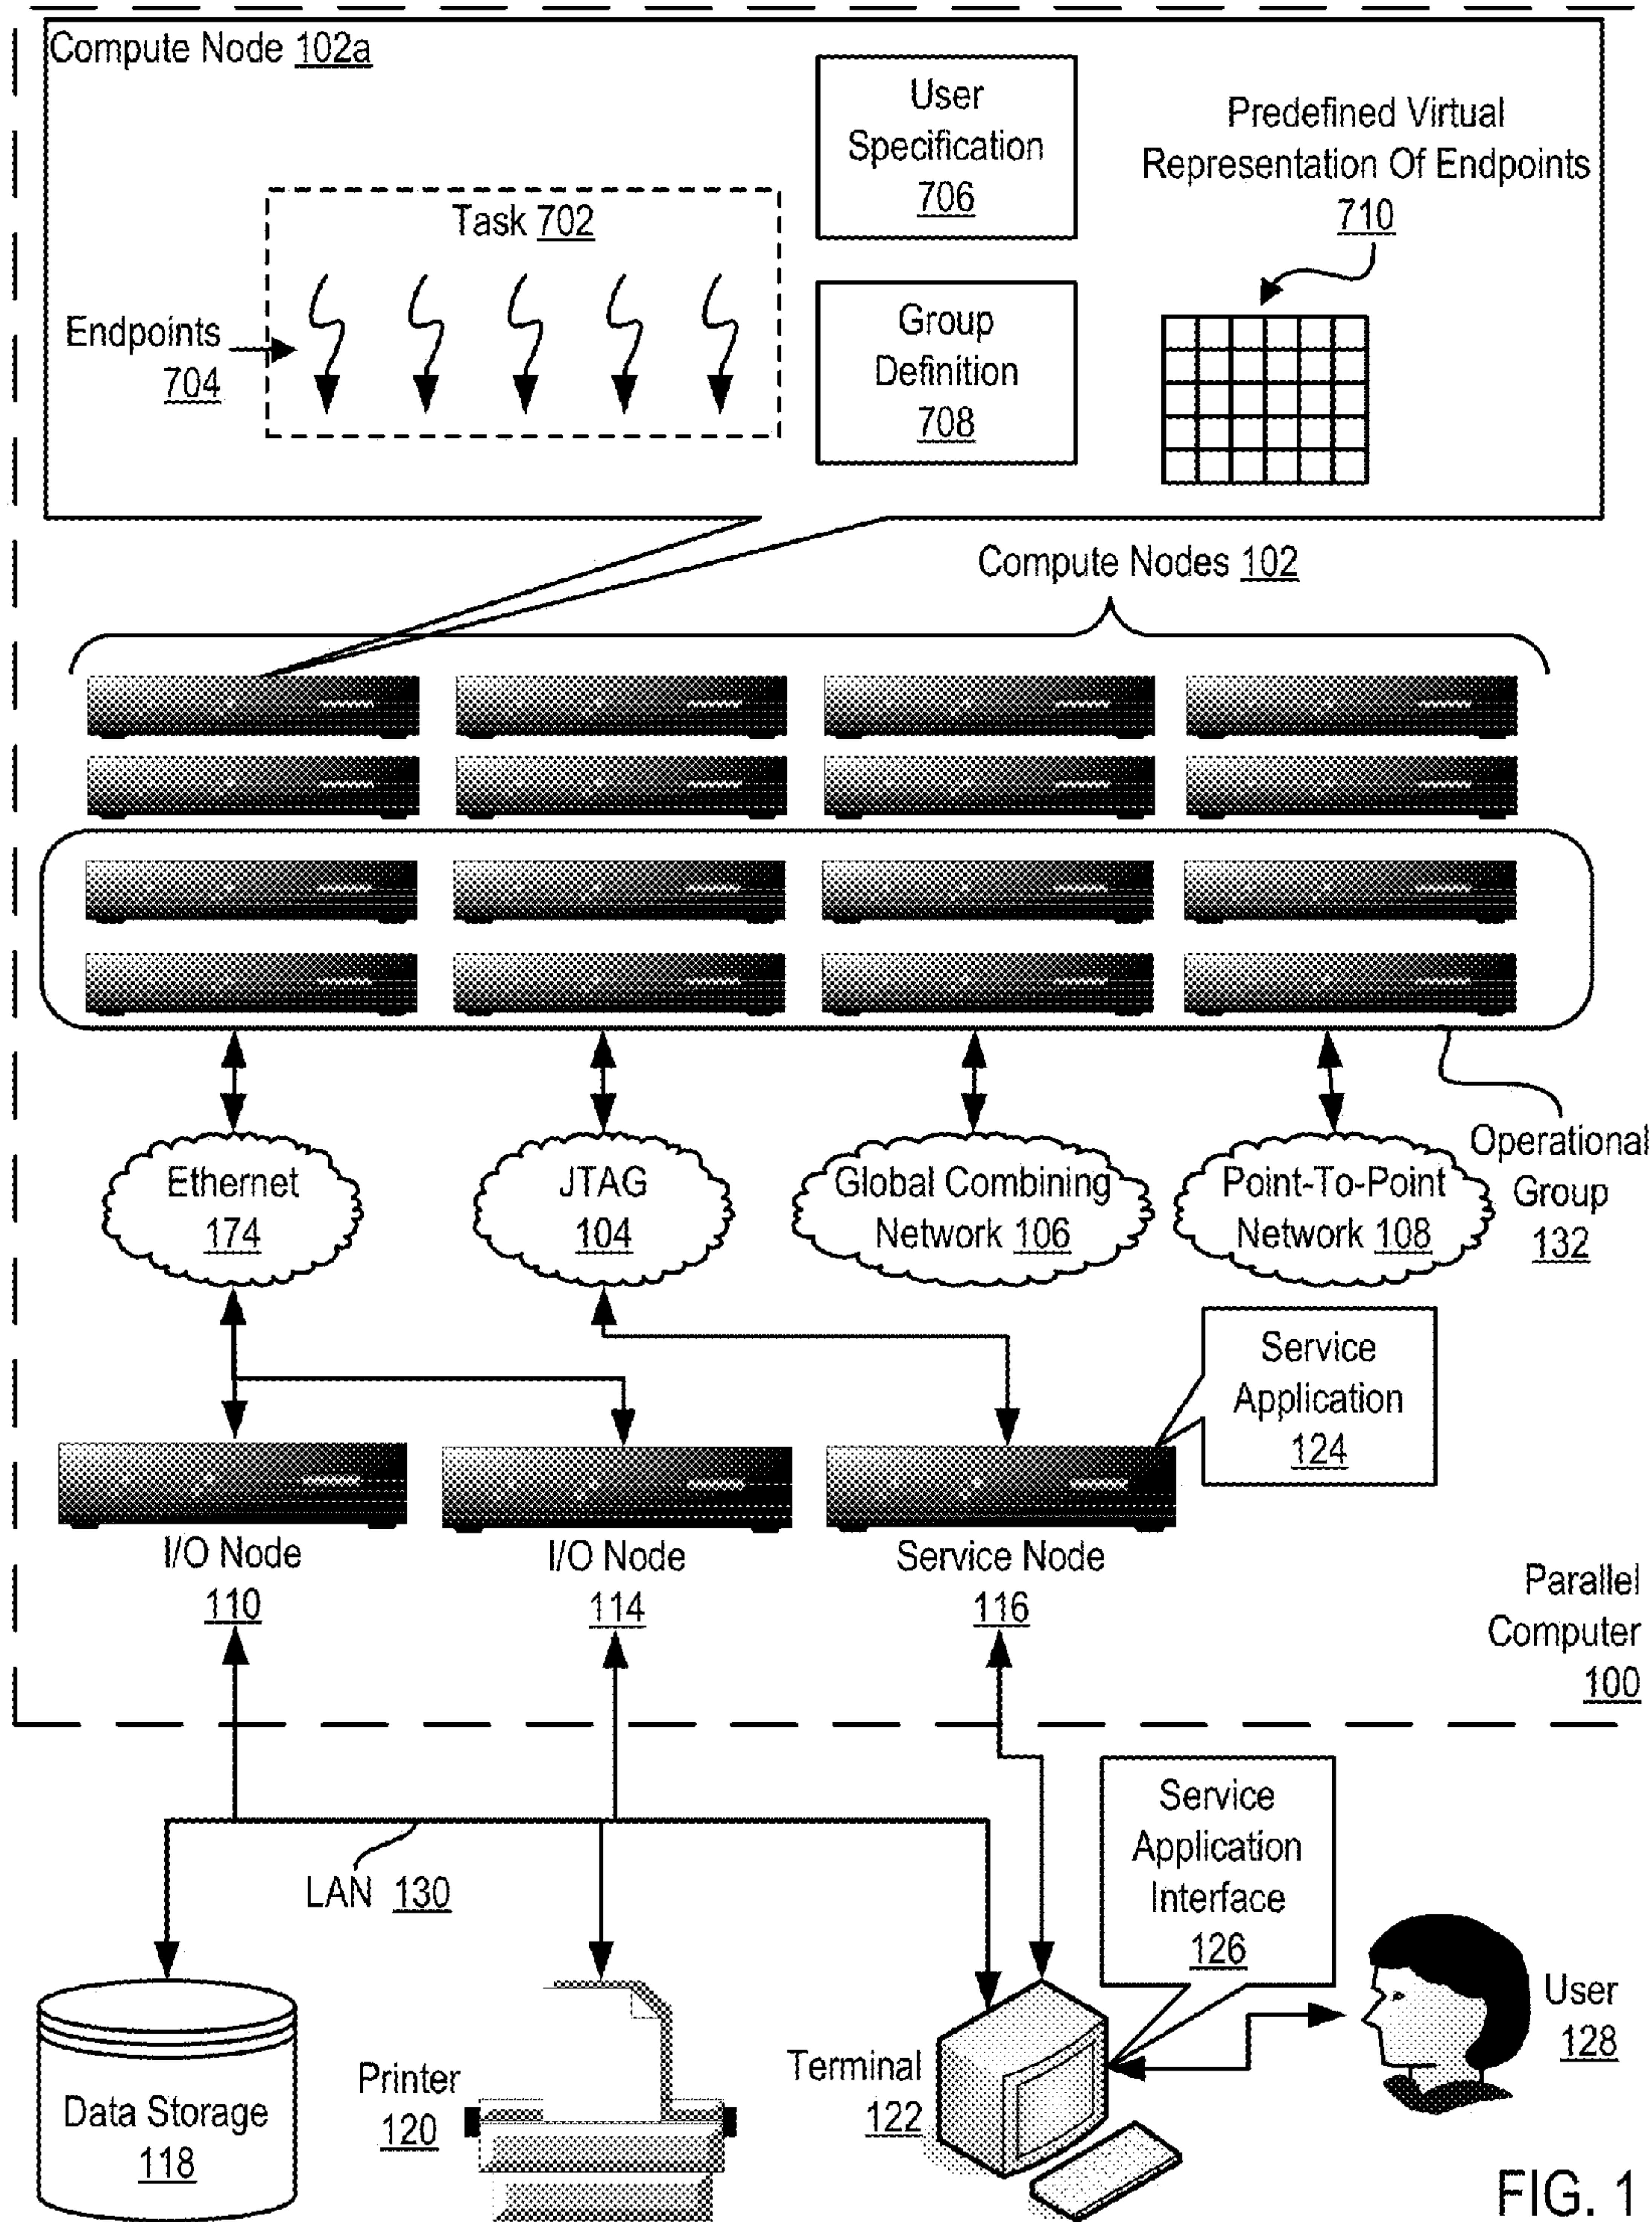 Compute Node 102a
User
Specification
706
Predefined Virtual
Representation Of Endpoints
710
Task 702
Endpoints
704
Group
Definition
708
Compute Nodes 102
Ethernet
174
JTAG
104
Global Combining
Network 106
Point-To-Point
Network 108
Operational
Group
132
Service
Application
124
I/O Node
110
I/O Node
114
Service Node
116
Parallel
Computer
100
LAN 130
Service
Application
Interface
126
Data Storage
118
Printer
120
Terminal
122
User
128
FIG. 1